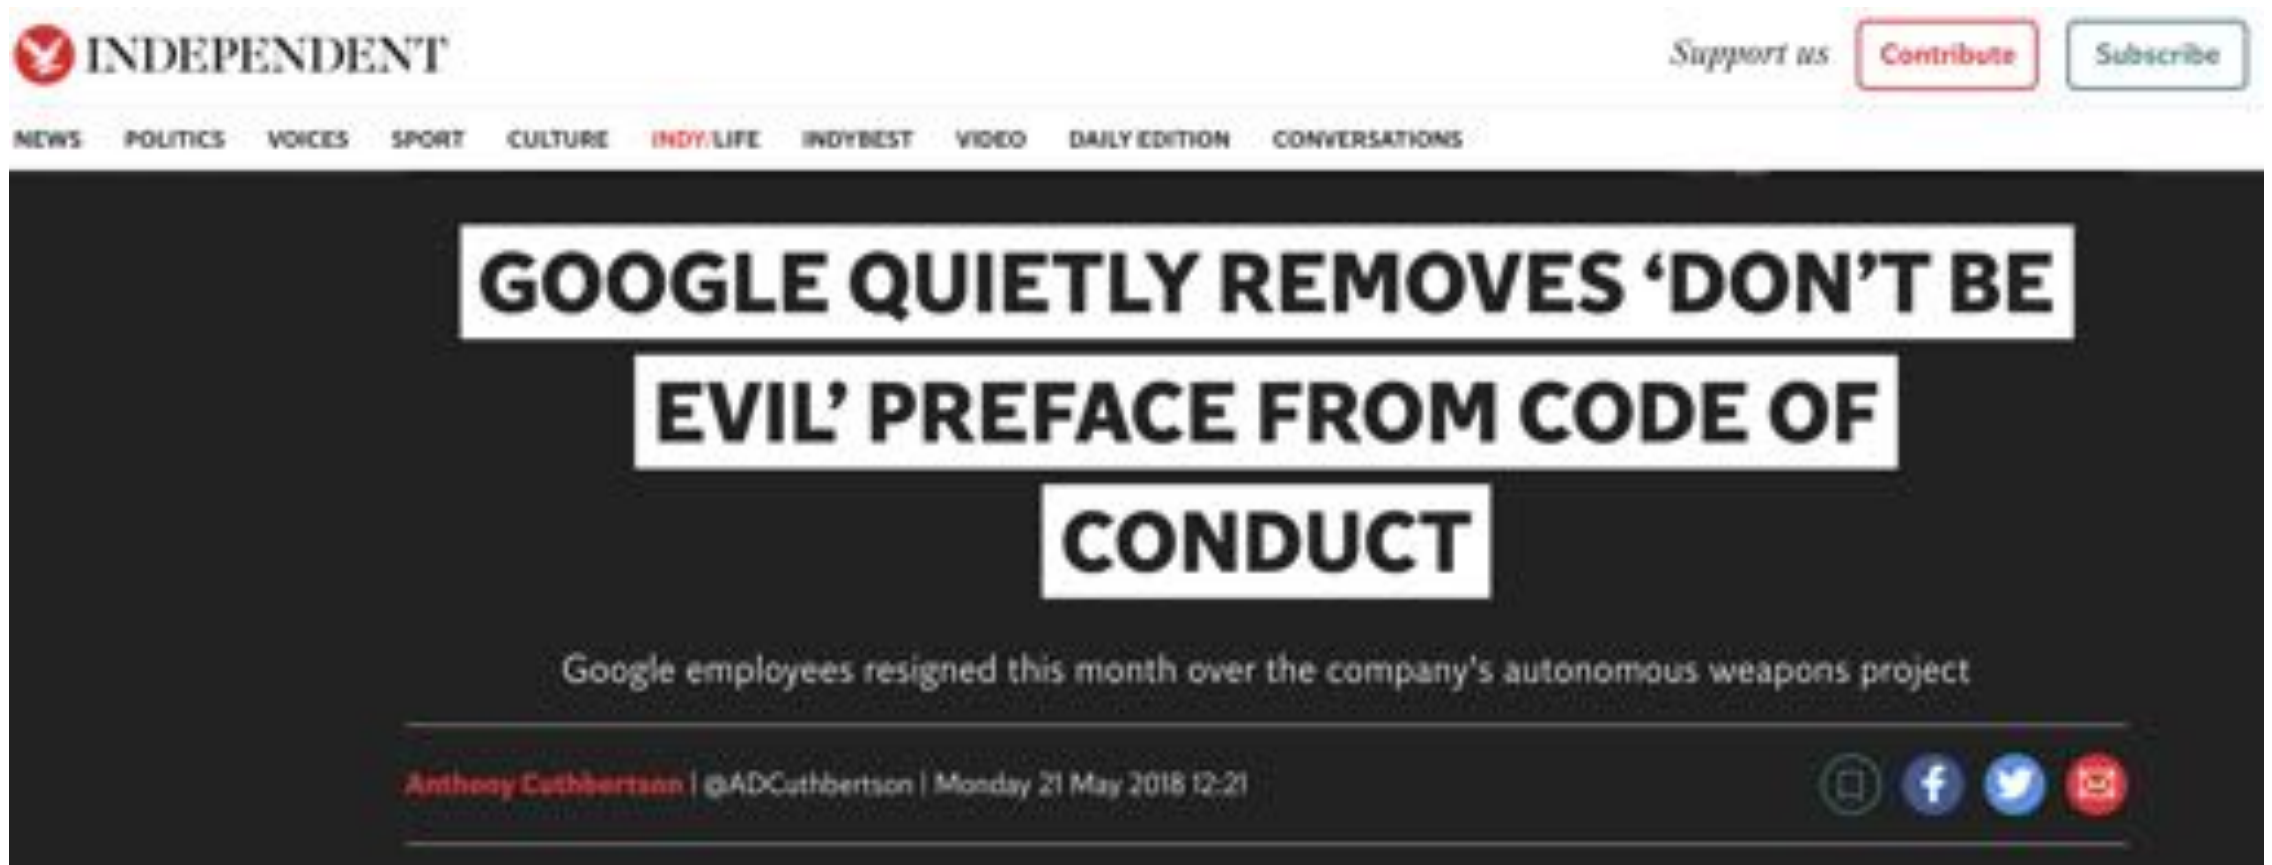 INDEPENDENT
Support us Contribute Subscribe
NEWS POLITICS VOICES SPORT CULTURE INDY/LIFE INDYBEST VIDEO DAILY EDITION CONVERSATIONS
GOOGLE QUIETLY REMOVES ‘DON’T BE
EVIL’ PREFACE FROM CODE OF
CONDUCT
Google employees resigned this month over the company's autonomous weapons project
Anthony Cuthbertson | @ADCuthbertson | Monday 21 May 2018 12:21